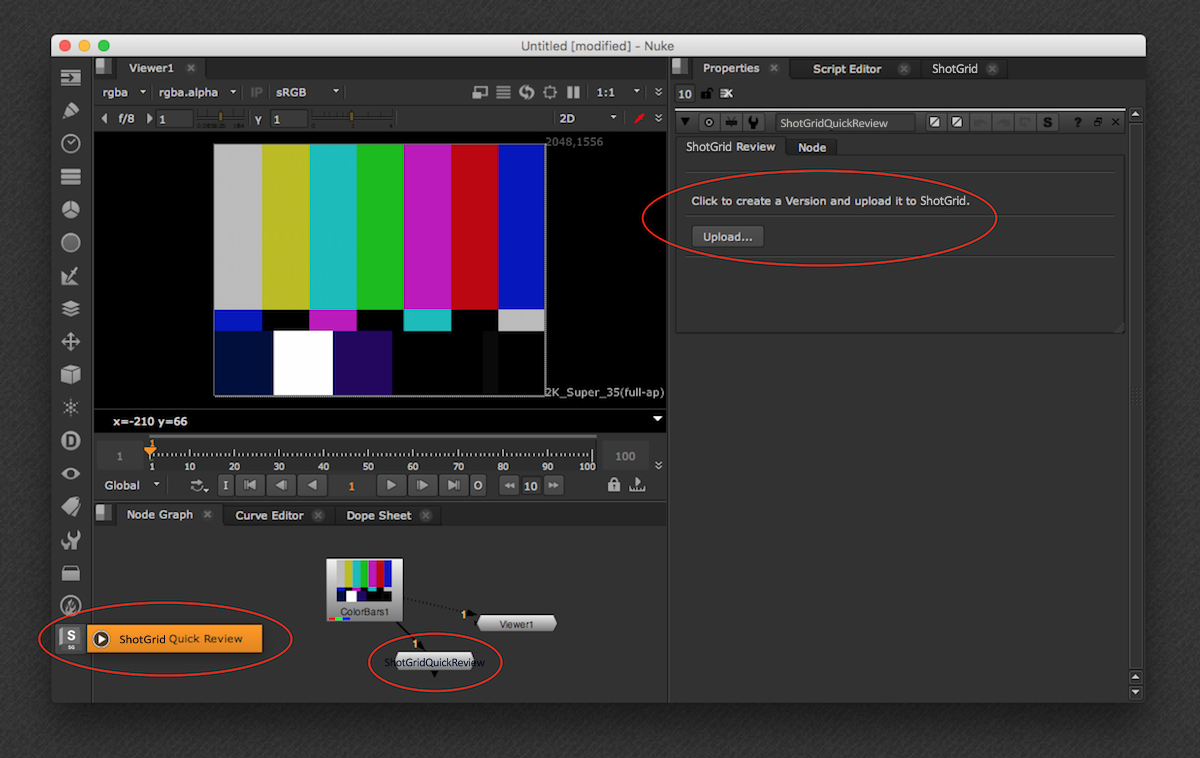 Untitled [modified] - Nuke
Viewer1
Properties Script Editor ShotGrid
rgba rgba.alpha IP sRGB 1:1
10
f/8 1 Y 1 2D
ShotGridQuickReview S ?
2048,1556
ShotGrid Review Node
Click to create a Version and upload it to ShotGrid.
Upload...
2K_Super_35(full-ap)
x=-210 y=66
1
1 100
1 10 20 30 40 50 60 70 80 90 100
Global I 1 O 10
Node Graph Curve Editor Dope Sheet
D
ColorBars1
1
Viewer1
S
SG
ShotGrid Quick Review
1
ShotGridQuickReview